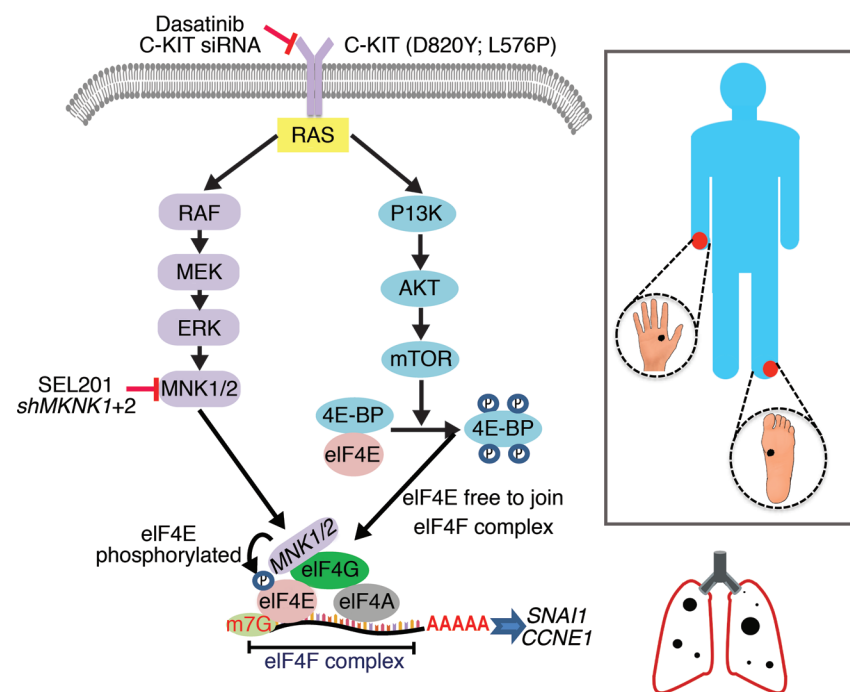 Dasatinib
C-KIT siRNA
C-KIT (D820Y; L576P)
RAS
RAF
P13K
MEK
AKT
ERK
mTOR
SEL201
shMKNK1+2
MNK1/2
4E-BP
eIF4E
P P
4E-BP
P P
eIF4E free to join
eIF4F complex
eIF4E
phosphorylated
MNK1/2
P
eIF4G
eIF4E
eIF4A
m7G
AAAAA
SNAI1
CCNE1
eIF4F complex